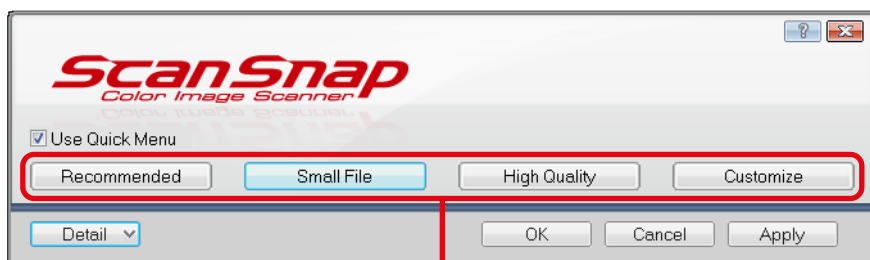 ScanSnap
Color Image Scanner
Use Quick Menu
Recommended Small File High Quality Customize
Detail OK Cancel Apply